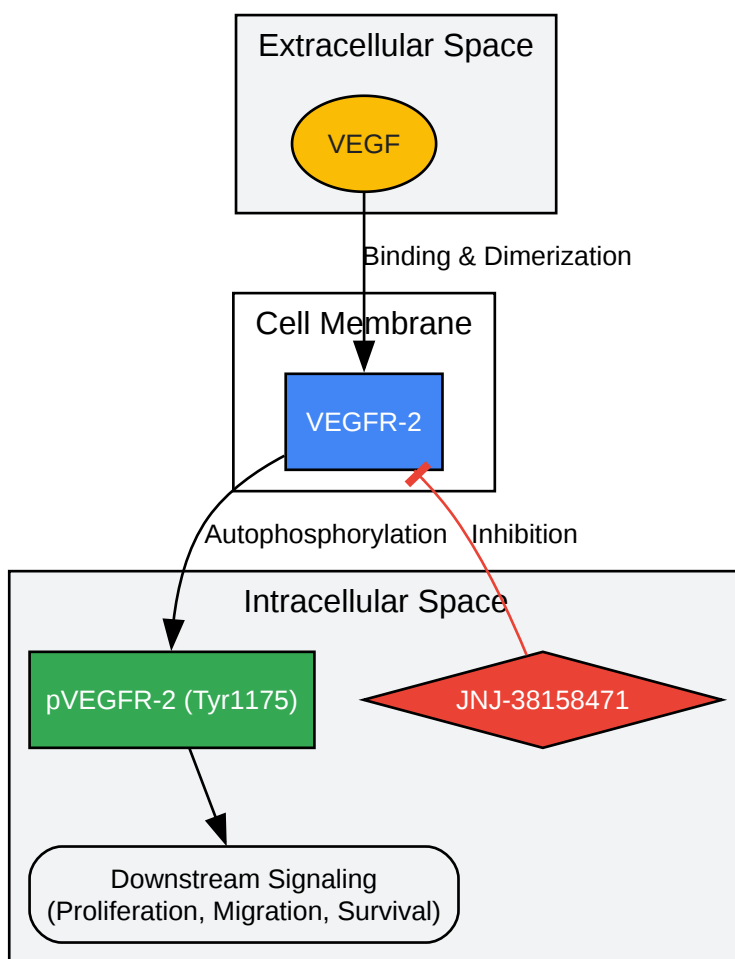 Extracellular Space
VEGF
Binding & Dimerization
Cell Membrane
VEGFR-2
Autophosphorylation
Inhibition
Intracellular Space
pVEGFR-2 (Tyr1175)
JNJ-38158471
Downstream Signaling
(Proliferation, Migration, Survival)